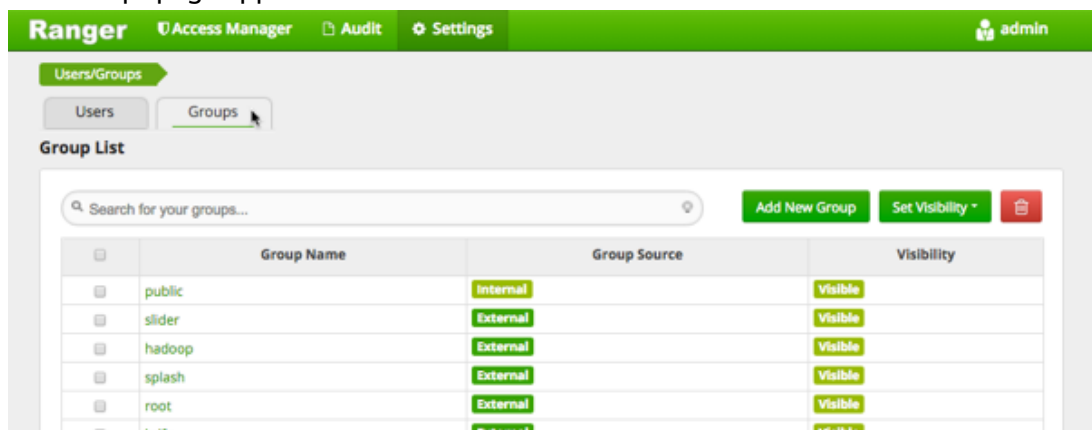 Ranger Access Manager Audit Settings admin
Users/Groups
Users Groups
Group List
Search for your groups... Add New Group Set Visibility
Group Name Group Source Visibility
public Internal Visible
slider External Visible
hadoop External Visible
splash External Visible
root External Visible